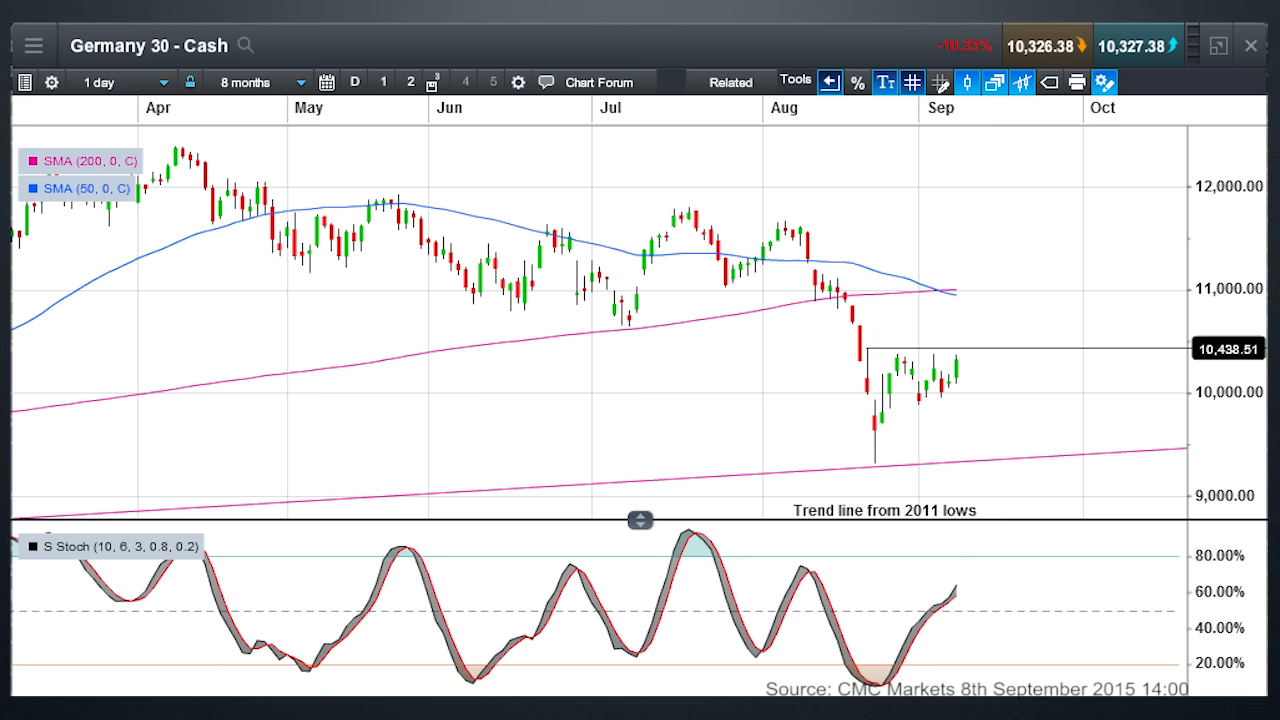 Germany 30 - Cash
-10.33% 10,326.38 10,327.38
1 day 8 months D 1 2 3 4 5 Chart Forum Related Tools % TT
Apr May Jun Jul Aug Sep Oct
SMA (200, 0, C)
SMA (50, 0, C)
12,000.00
11,000.00
10,438.51
10,000.00
9,000.00
Trend line from 2011 lows
S Stoch (10, 6, 3, 0.8, 0.2)
80.00%
60.00%
40.00%
20.00%
Source: CMC Markets 8th September 2015 14:00